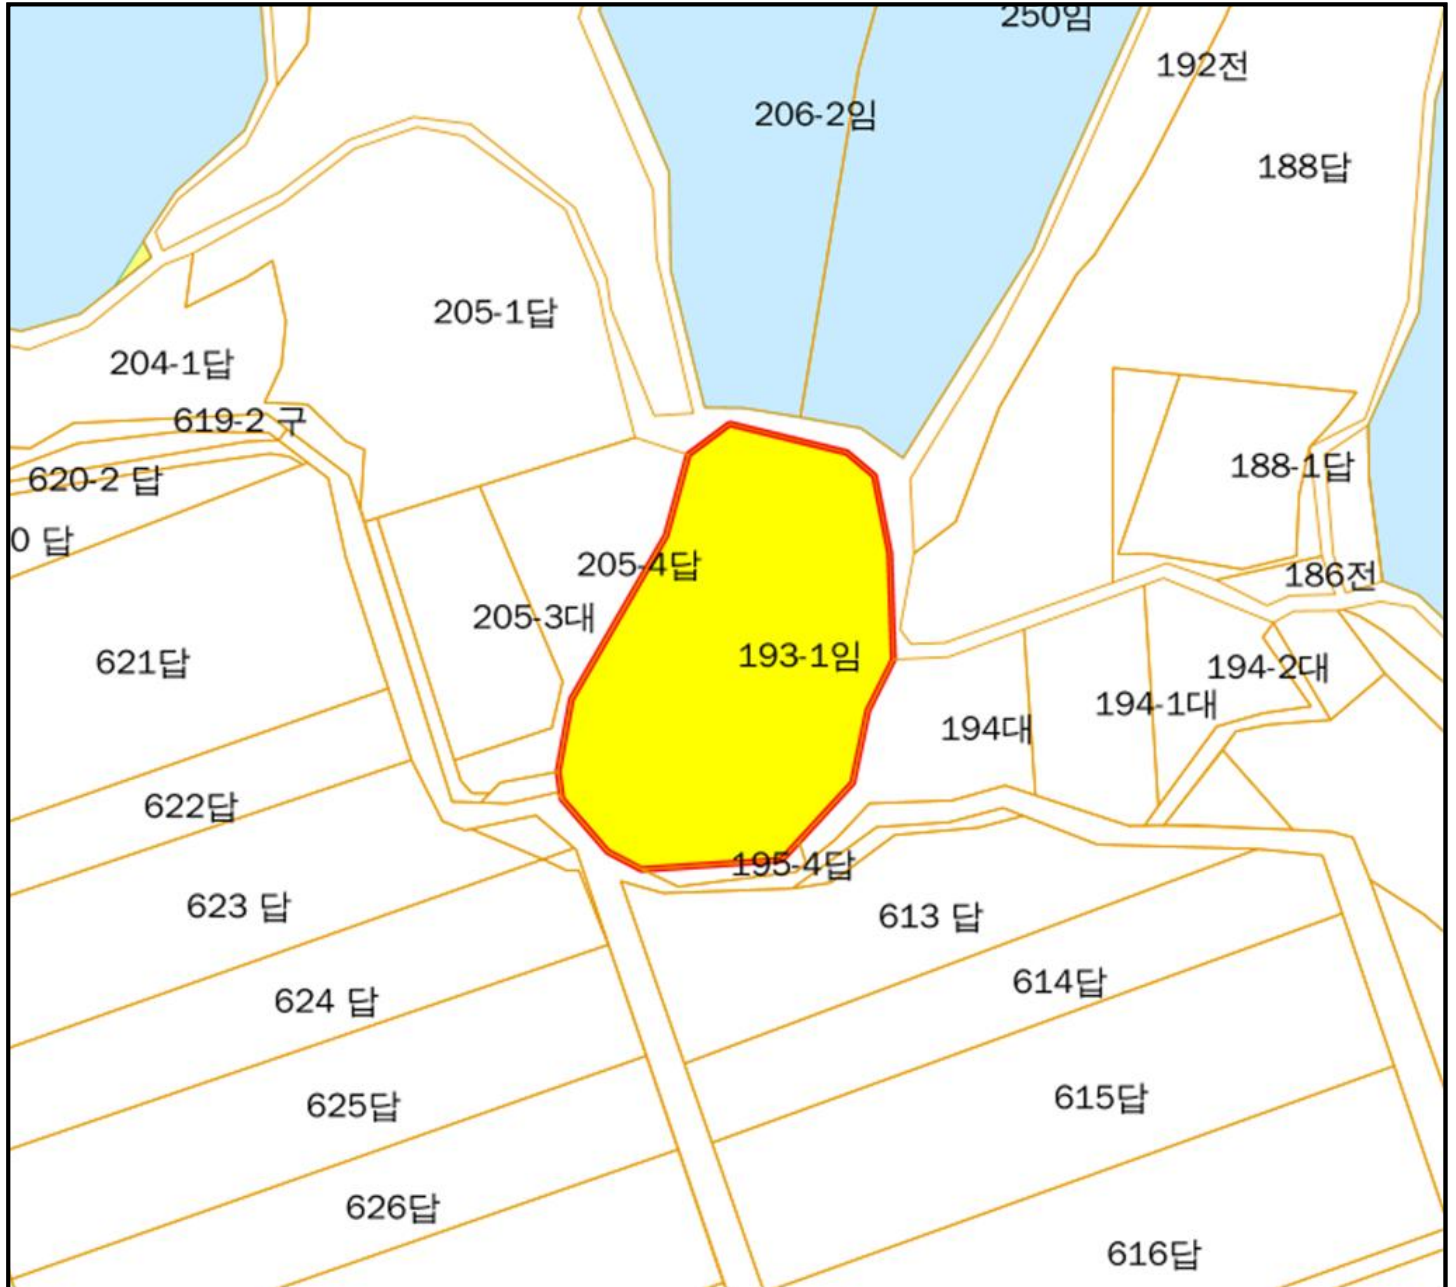 250임
192전
206-2임
188답
205-1답
204-1답
619-2 구
188-1답
620-2 답
0 답
205-4답
186전
205-3대
193-1임
621답
194-2대
194-1대
194대
622답
195-4답
623 답
613 답
614답
624 답
615답
625답
626답
616답